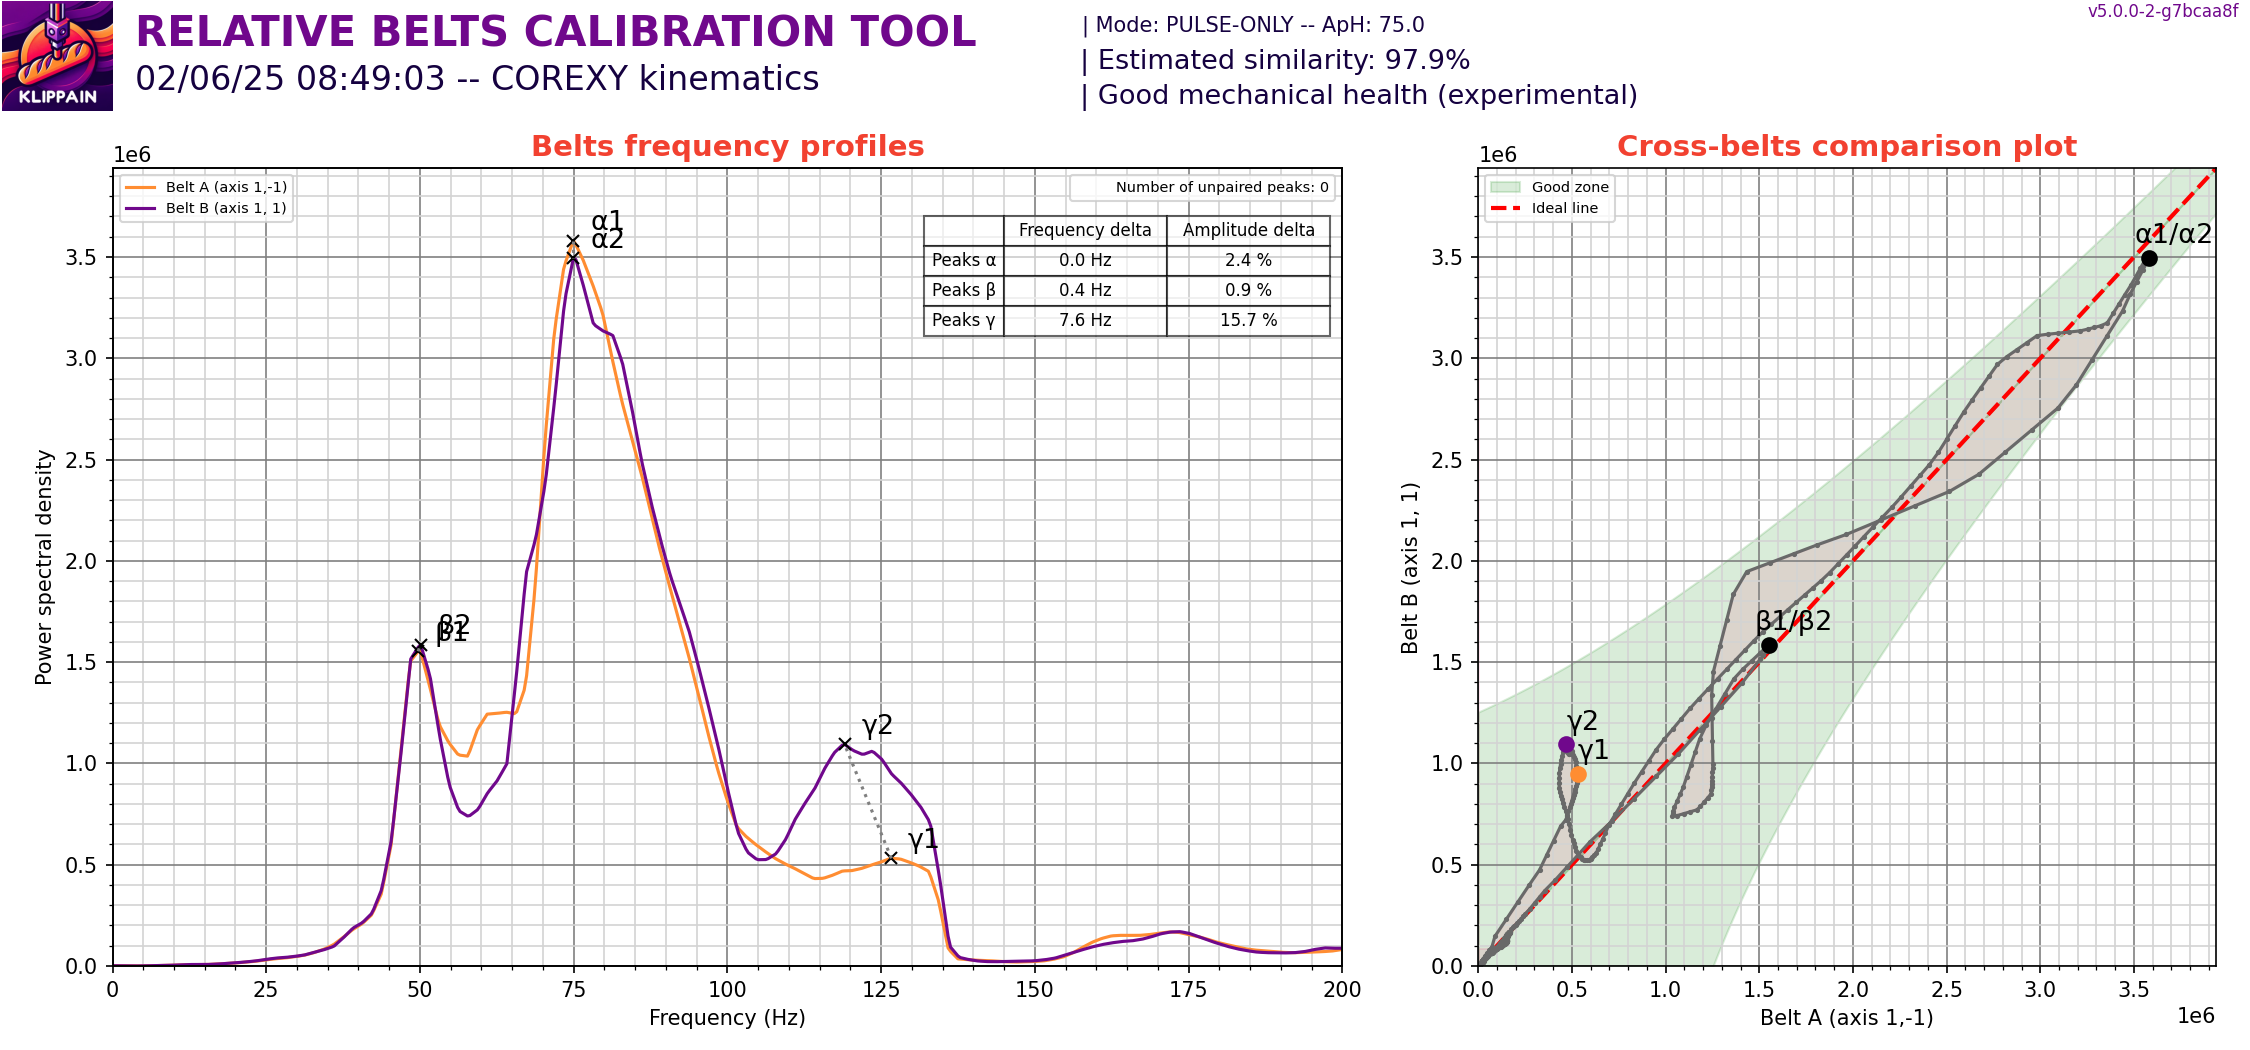 KLIPPAIN
RELATIVE BELTS CALIBRATION TOOL
02/06/25 08:49:03 -- COREXY kinematics
| Mode: PULSE-ONLY -- ApH: 75.0
| Estimated similarity: 97.9%
| Good mechanical health (experimental)
v5.0.0-2-g7bcaa8f
Belts frequency profiles
1e6
Belt A (axis 1,-1)
Belt B (axis 1, 1)
Number of unpaired peaks: 0
Frequency delta Amplitude delta
Peaks α 0.0 Hz 2.4 %
Peaks β 0.4 Hz 0.9 %
Peaks γ 7.6 Hz 15.7 %
α1
α2
β2
β1
γ2
γ1
3.5
3.0
2.5
2.0
1.5
1.0
0.5
0.0
Power spectral density
0 25 50 75 100 125 150 175 200
Frequency (Hz)
Cross-belts comparison plot
1e6
Good zone
Ideal line
α1/α2
β1/β2
γ2
γ1
3.5
3.0
2.5
2.0
1.5
1.0
0.5
0.0
Belt B (axis 1, 1)
0.0 0.5 1.0 1.5 2.0 2.5 3.0 3.5
Belt A (axis 1,-1)
1e6